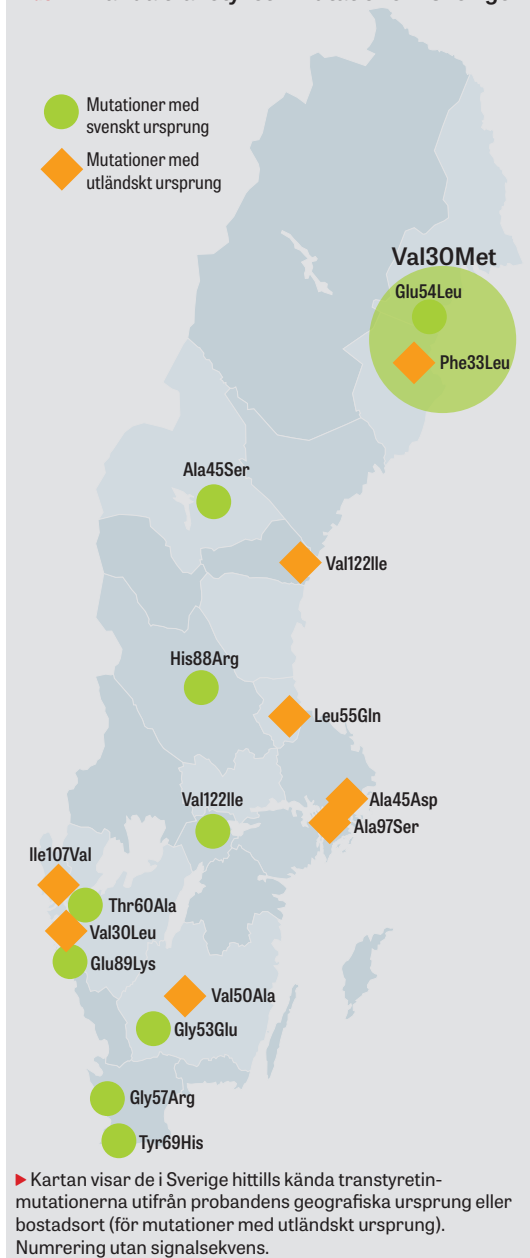 Mutationer med
svenskt ursprung
Mutationer med
utländskt ursprung
Val30Met
Glu54Leu
Phe33Leu
Ala45Ser
Val122Ile
His88Arg
Leu55Gln
Val122Ile
Ala45Asp
Ala97Ser
Ile107Val
Thr60Ala
Val30Leu
Glu89Lys
Val50Ala
Gly53Glu
Gly57Arg
Tyr69His
▶ Kartan visar de i Sverige hittills kända transtyretin-
mutationerna utifrån probandens geografiska ursprung eller
bostadsort (för mutationer med utländskt ursprung).
Numrering utan signalsekvens.